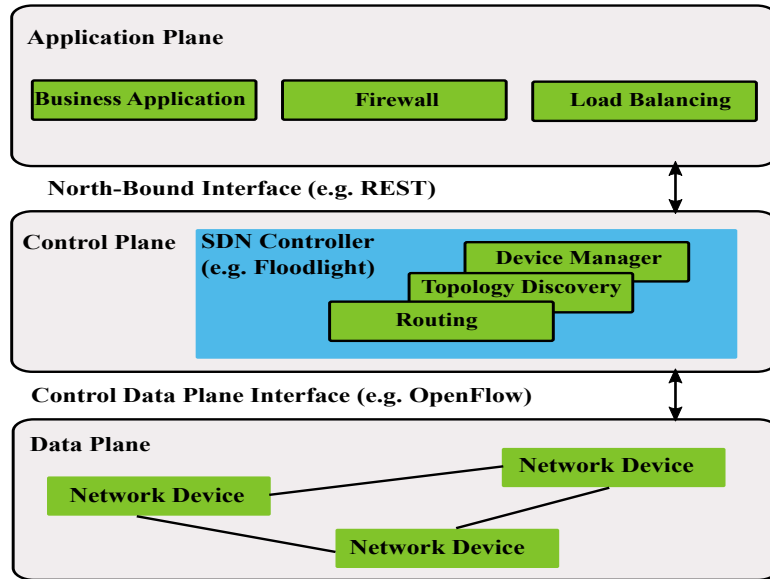 Application Plane
Business Application
Firewall
Load Balancing
North-Bound Interface (e.g. REST)
Control Plane
SDN Controller
(e.g. Floodlight)
Device Manager
Topology Discovery
Routing
Control Data Plane Interface (e.g. OpenFlow)
Data Plane
Network Device
Network Device
Network Device